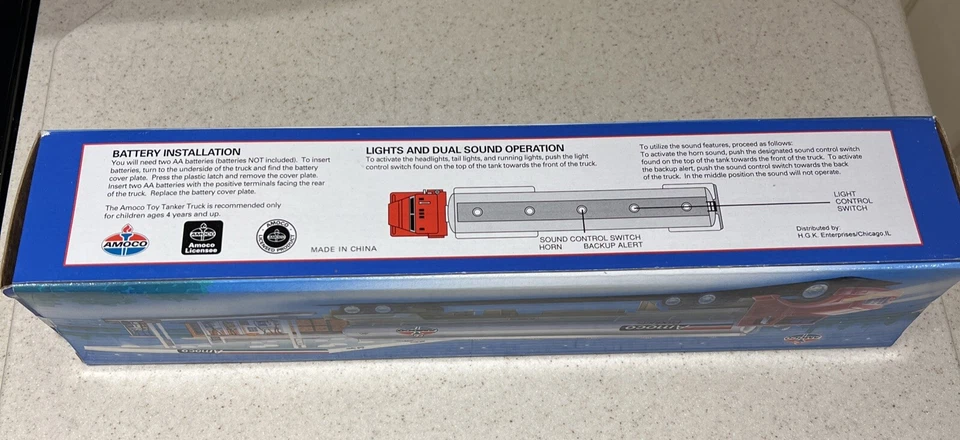 BATTERY INSTALLATION
You will need two AA batteries (batteries NOT included). To insert
batteries, turn to the underside of the truck and find the battery
cover plate. Press the plastic latch and remove the cover plate.
Insert two AA batteries with the positive terminals facing the rear
of the truck. Replace the battery cover plate.
The Amoco Toy Tanker Truck is recommended only
for children ages 4 years and up.
AMOCO
Amoco
Licensee
AMOCO
LICENSED PRODUCT
MADE IN CHINA
LIGHTS AND DUAL SOUND OPERATION
To activate the headlights, tail lights, and running lights, push the light
control switch found on the top of the tank towards the front of the truck.
To utilize the sound features, proceed as follows:
To activate the horn sound, push the designated sound control switch
found on top of the tank towards the front of the truck. To activate
the backup alert, push the sound control switch towards the back
of the truck. In the middle position the sound will not operate.
SOUND CONTROL SWITCH
HORN BACKUP ALERT
LIGHT
CONTROL
SWITCH
Distributed by:
H.G.K. Enterprises/Chicago,IL
Amoco
AMOCO